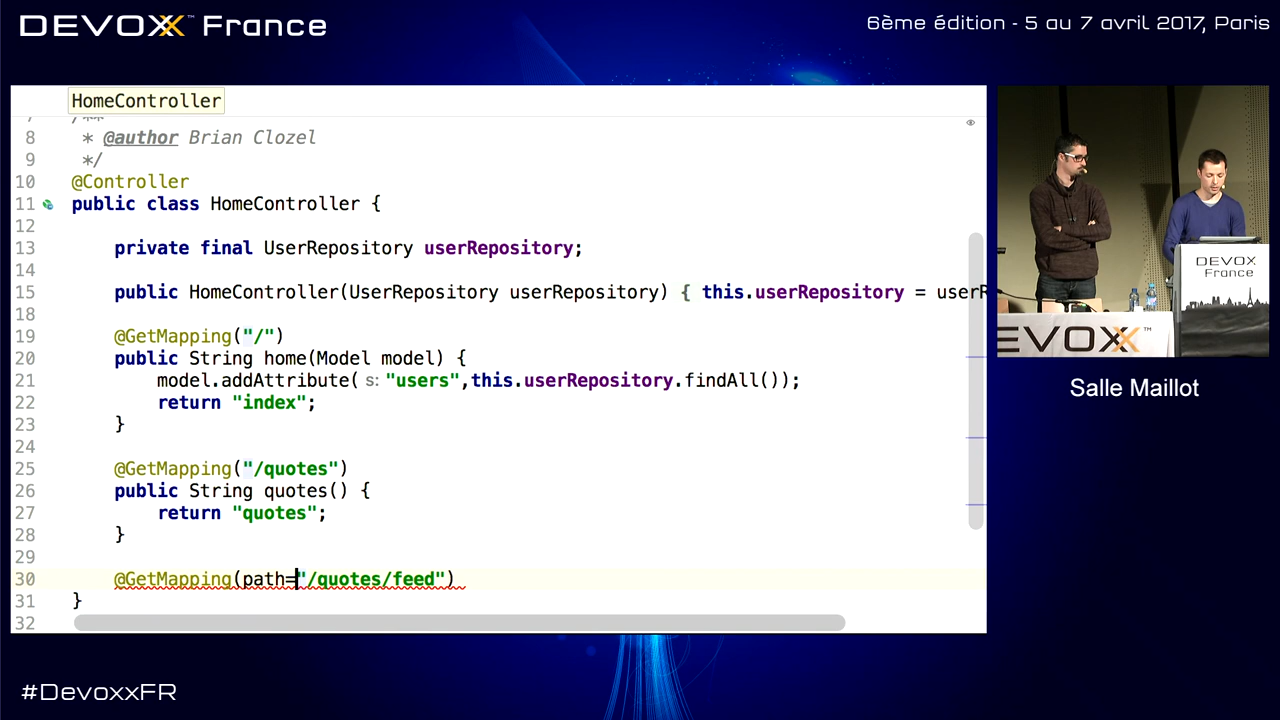 DEVOXX™ France
6ème édition - 5 au 7 avril 2017, Paris
HomeController
7 /**
8 * @author Brian Clozel
9 */
10 @Controller
11 public class HomeController {
12
13 private final UserRepository userRepository;
14
15 public HomeController(UserRepository userRepository) { this.userRepository = userR
18
19 @GetMapping("/")
20 public String home(Model model) {
21 model.addAttribute( s: "users",this.userRepository.findAll());
22 return "index";
23 }
24
25 @GetMapping("/quotes")
26 public String quotes() {
27 return "quotes";
28 }
29
30 @GetMapping(path="/quotes/feed")
31 }
32
DEVOX
France
EVOXX™
Salle Maillot
#DevoxxFR